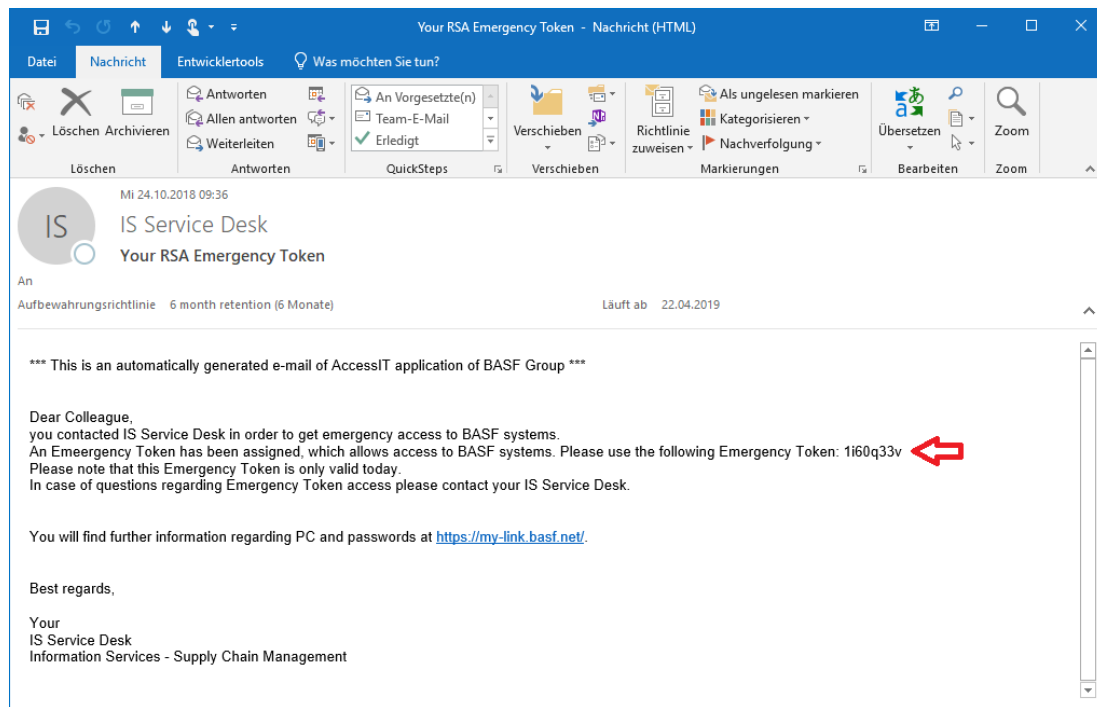 Your RSA Emergency Token - Nachricht (HTML)
Datei Nachricht Entwicklertools Was möchten Sie tun?
Löschen Archivieren
Löschen
Antworten
Allen antworten
Weiterleiten
Antworten
An Vorgesetzte(n)
Team-E-Mail
Erledigt
QuickSteps
Verschieben
Verschieben
Richtlinie
zuweisen
Als ungelesen markieren
Kategorisieren
Nachverfolgung
Markierungen
Übersetzen
Bearbeiten
Zoom
Zoom
Mi 24.10.2018 09:36
IS
IS Service Desk
Your RSA Emergency Token
An
Aufbewahrungsrichtlinie 6 month retention (6 Monate) Läuft ab 22.04.2019
*** This is an automatically generated e-mail of AccessIT application of BASF Group ***
Dear Colleague,
you contacted IS Service Desk in order to get emergency access to BASF systems.
An Emeergency Token has been assigned, which allows access to BASF systems. Please use the following Emergency Token: 1i60q33v
Please note that this Emergency Token is only valid today.
In case of questions regarding Emergency Token access please contact your IS Service Desk.
You will find further information regarding PC and passwords at https://my-link.basf.net/.
Best regards,
Your
IS Service Desk
Information Services - Supply Chain Management